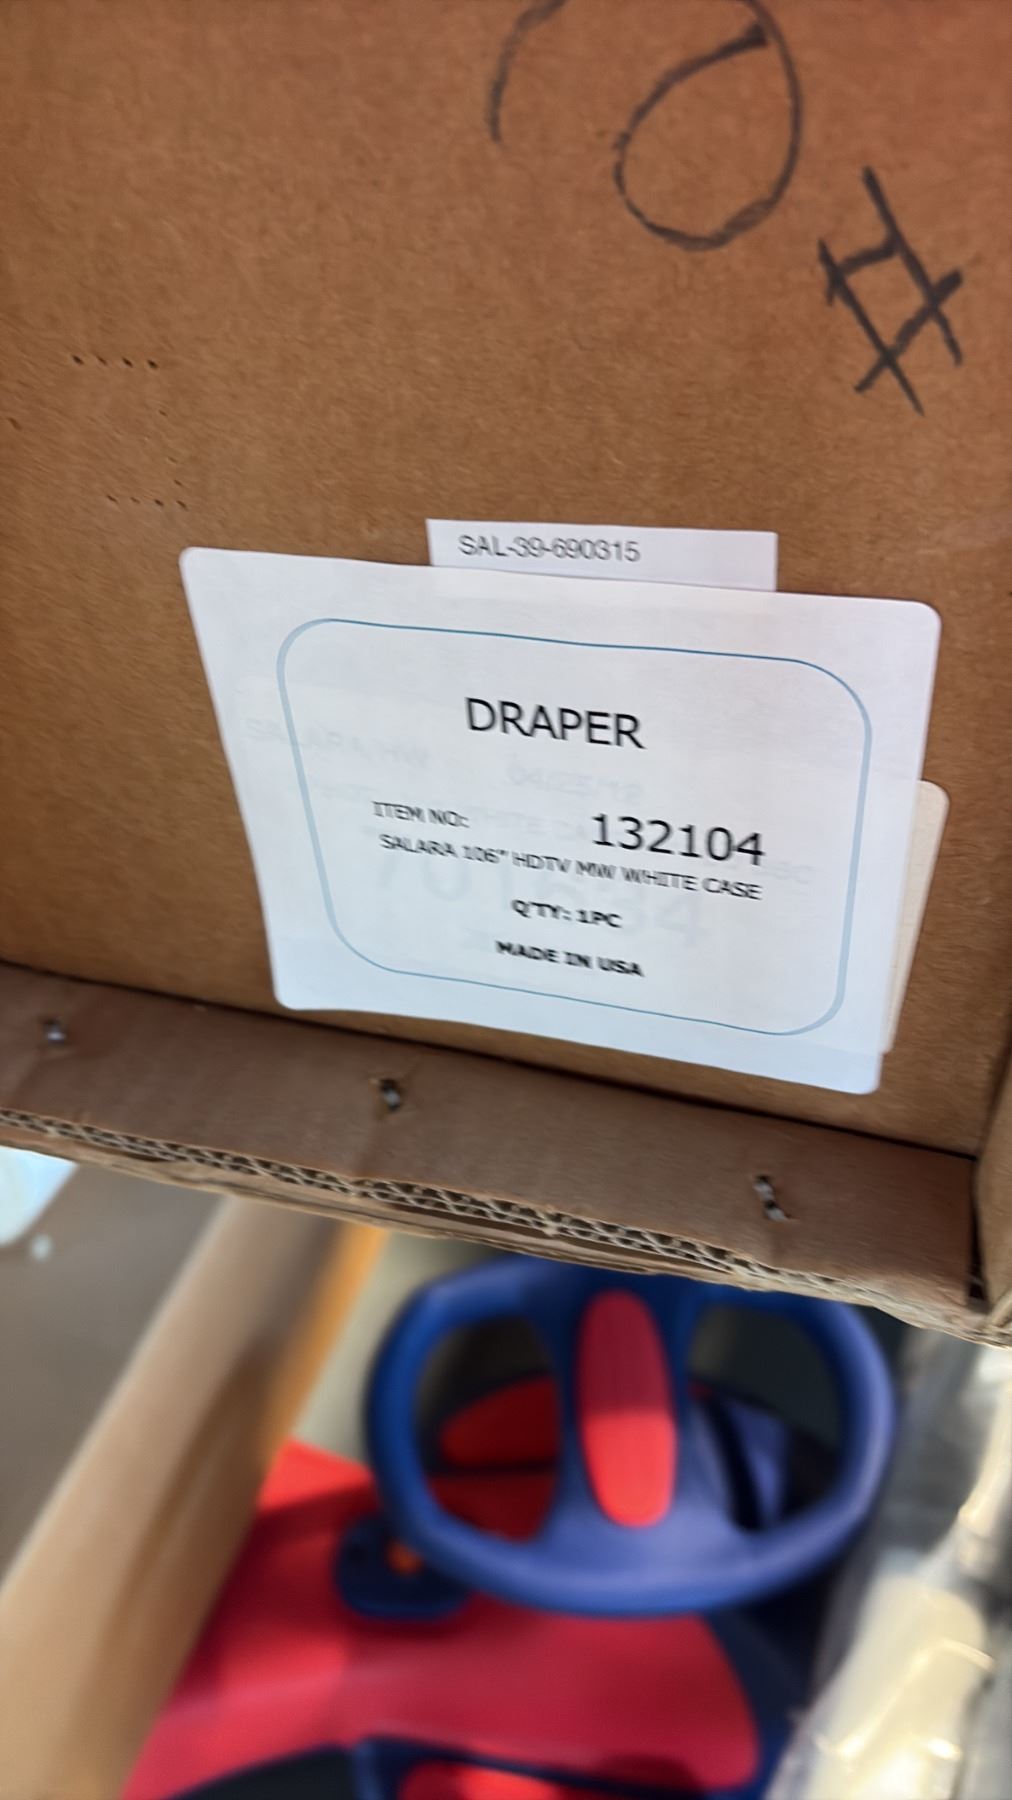 #
SAL-39-690315
DRAPER
ITEM NO: 132104
SALARA 106" HDTV MW WHITE CASE
Q'TY: 1PC
MADE IN USA